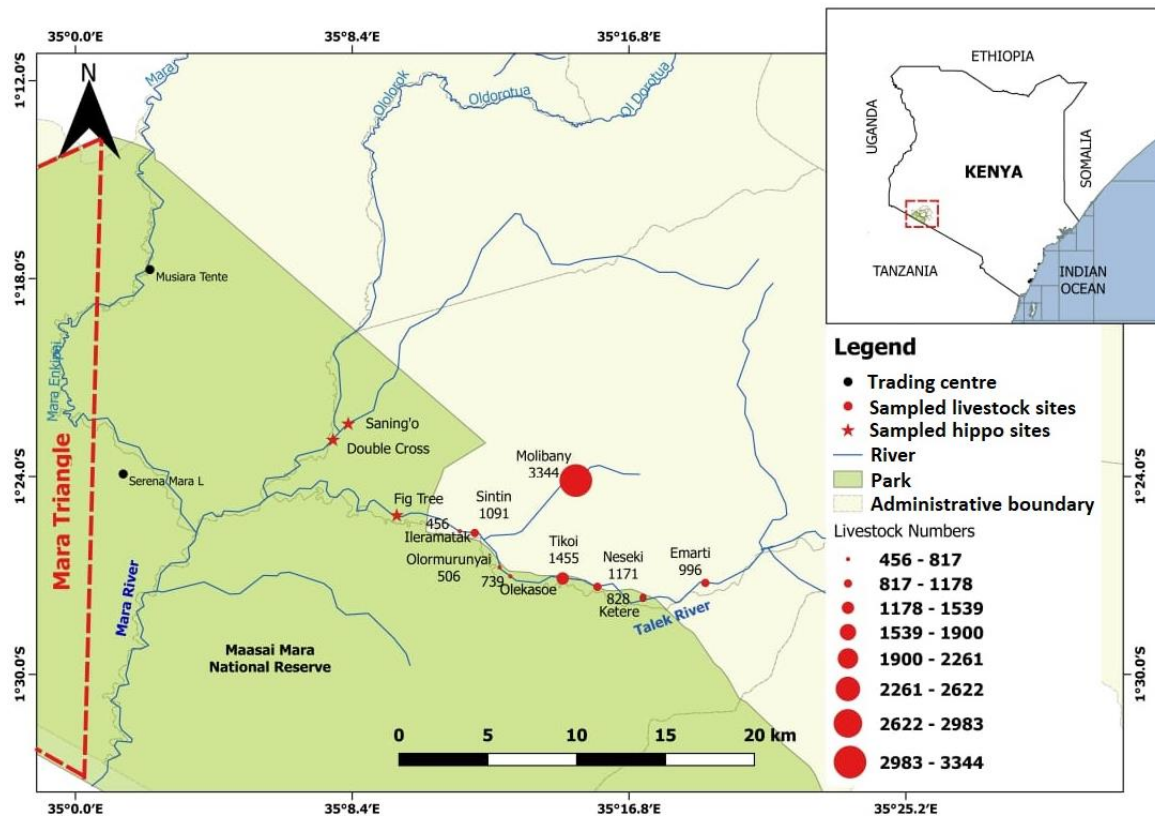 35°0.0'E
35°8.4'E
35°16.8'E
1°12.0'S
1°18.0'S
1°24.0'S
1°30.0'S
N
Mara
Ololorok
Oldorotua
Ol Dorotua
Musiara Tente
Mara Enkipai
Mara Triangle
Serena Mara L
Mara River
Saning'o
Double Cross
Fig Tree
456
Ileramatak
Sintin
1091
Molibany
3344
Olormurunyai
506
739
Olekasoe
Tikoi
1455
Neseki
1171
828
Ketere
Emarti
996
Talek River
Maasai Mara
National Reserve
0 5 10 15 20 km
ETHIOPIA
UGANDA
KENYA
SOMALIA
TANZANIA
INDIAN
OCEAN
Legend
Trading centre
Sampled livestock sites
Sampled hippo sites
River
Park
Administrative boundary
Livestock Numbers
456 - 817
817 - 1178
1178 - 1539
1539 - 1900
1900 - 2261
2261 - 2622
2622 - 2983
2983 - 3344
1°24.0'S
1°30.0'S
35°0.0'E
35°8.4'E
35°16.8'E
35°25.2'E